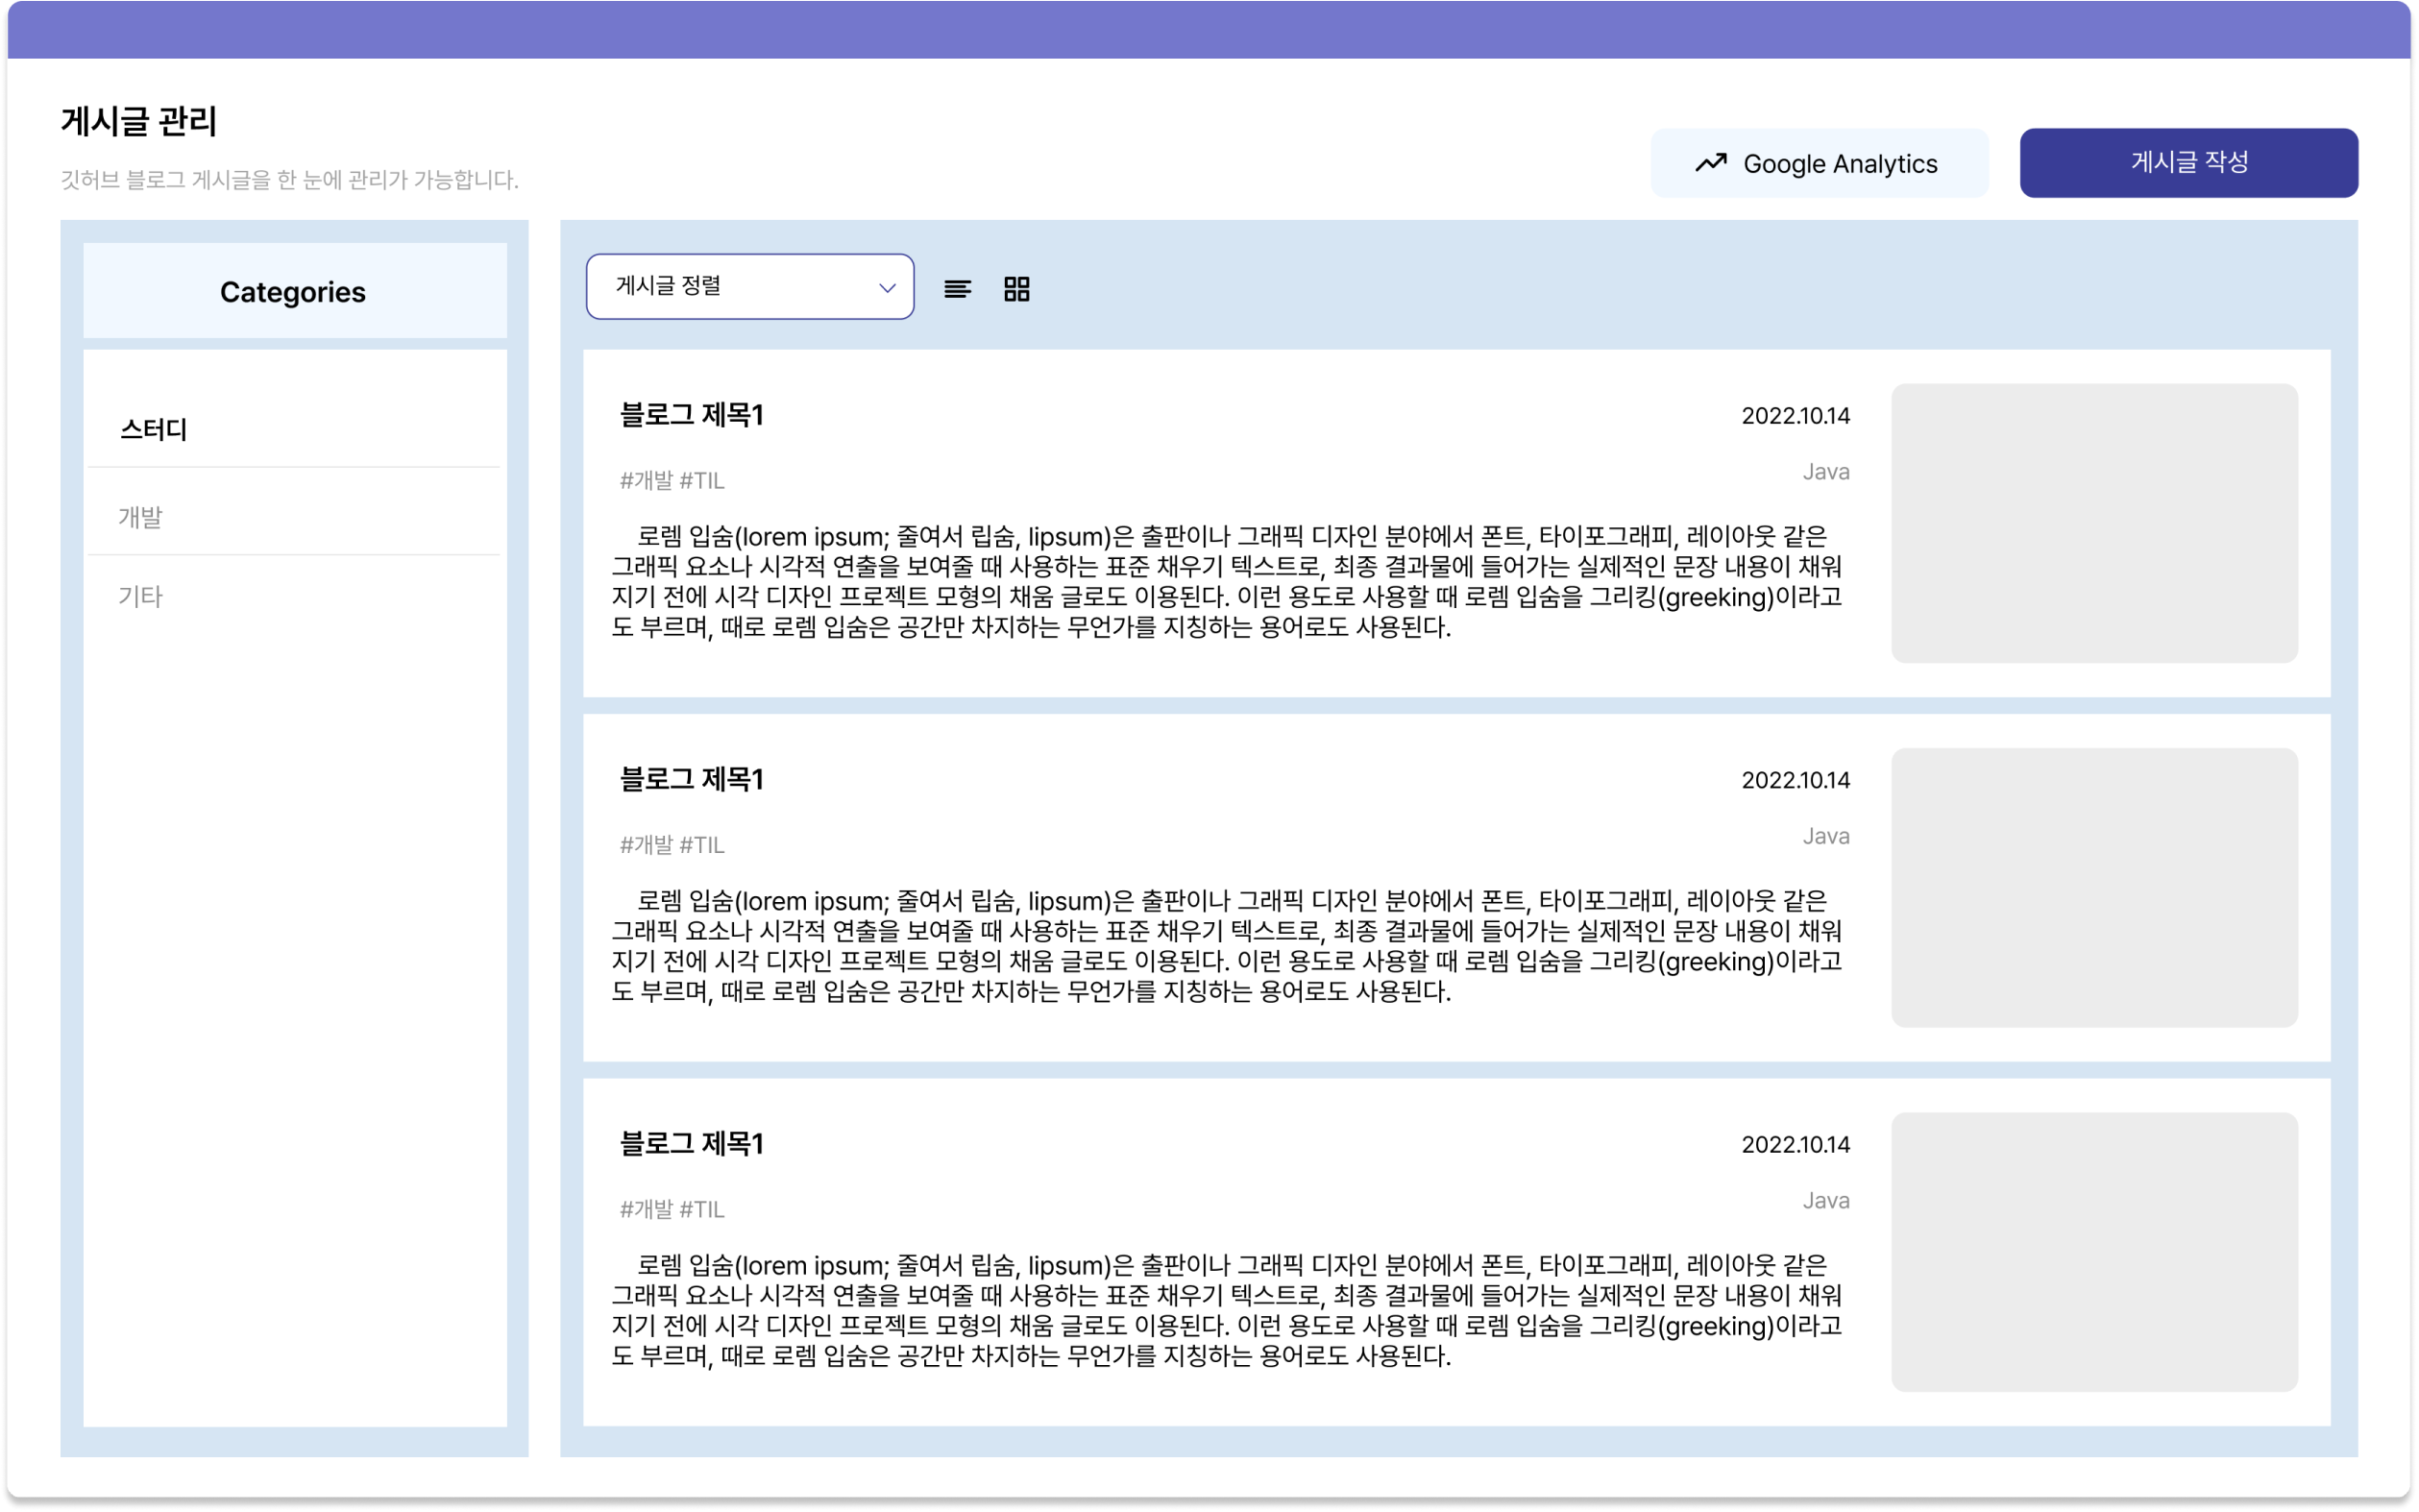 게시글 관리
깃허브 블로그 게시글을 한 눈에 관리가 가능합니다.
Google Analytics
게시글 작성
Categories
스터디
개발
기타
게시글 정렬
블로그 제목1
2022.10.14
#개발 #TIL
Java
로렘 입숨(lorem ipsum; 줄여서 립숨, lipsum)은 출판이나 그래픽 디자인 분야에서 폰트, 타이포그래피, 레이아웃 같은
그래픽 요소나 시각적 연출을 보여줄 때 사용하는 표준 채우기 텍스트로, 최종 결과물에 들어가는 실제적인 문장 내용이 채워
지기 전에 시각 디자인 프로젝트 모형의 채움 글로도 이용된다. 이런 용도로 사용할 때 로렘 입숨을 그리킹(greeking)이라고
도 부르며, 때로 로렘 입숨은 공간만 차지하는 무언가를 지칭하는 용어로도 사용된다.
블로그 제목1
2022.10.14
#개발 #TIL
Java
로렘 입숨(lorem ipsum; 줄여서 립숨, lipsum)은 출판이나 그래픽 디자인 분야에서 폰트, 타이포그래피, 레이아웃 같은
그래픽 요소나 시각적 연출을 보여줄 때 사용하는 표준 채우기 텍스트로, 최종 결과물에 들어가는 실제적인 문장 내용이 채워
지기 전에 시각 디자인 프로젝트 모형의 채움 글로도 이용된다. 이런 용도로 사용할 때 로렘 입숨을 그리킹(greeking)이라고
도 부르며, 때로 로렘 입숨은 공간만 차지하는 무언가를 지칭하는 용어로도 사용된다.
블로그 제목1
2022.10.14
#개발 #TIL
Java
로렘 입숨(lorem ipsum; 줄여서 립숨, lipsum)은 출판이나 그래픽 디자인 분야에서 폰트, 타이포그래피, 레이아웃 같은
그래픽 요소나 시각적 연출을 보여줄 때 사용하는 표준 채우기 텍스트로, 최종 결과물에 들어가는 실제적인 문장 내용이 채워
지기 전에 시각 디자인 프로젝트 모형의 채움 글로도 이용된다. 이런 용도로 사용할 때 로렘 입숨을 그리킹(greeking)이라고
도 부르며, 때로 로렘 입숨은 공간만 차지하는 무언가를 지칭하는 용어로도 사용된다.